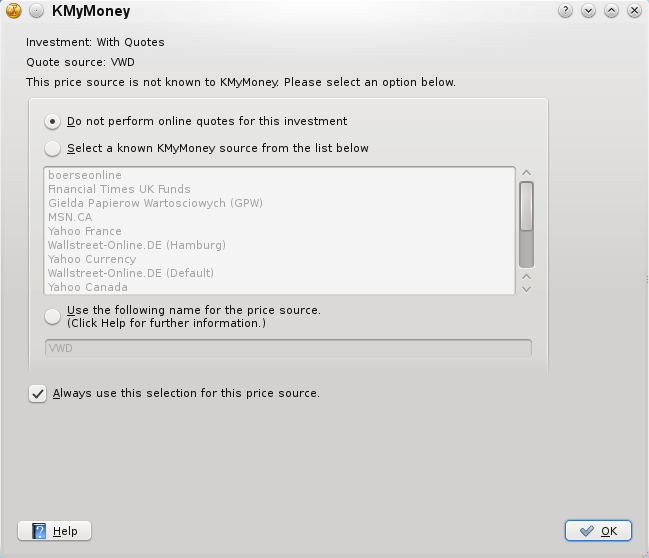 KMyMoney
Investment: With Quotes
Quote source: VWD
This price source is not known to KMyMoney. Please select an option below.
Do not perform online quotes for this investment
Select a known KMyMoney source from the list below
boerseonline
Financial Times UK Funds
Gielda Papierow Wartosciowych (GPW)
MSN.CA
Yahoo France
Wallstreet-Online.DE (Hamburg)
Yahoo Currency
Wallstreet-Online.DE (Default)
Yahoo Canada
Use the following name for the price source.
(Click Help for further information.)
VWD
Always use this selection for this price source.
Help
OK